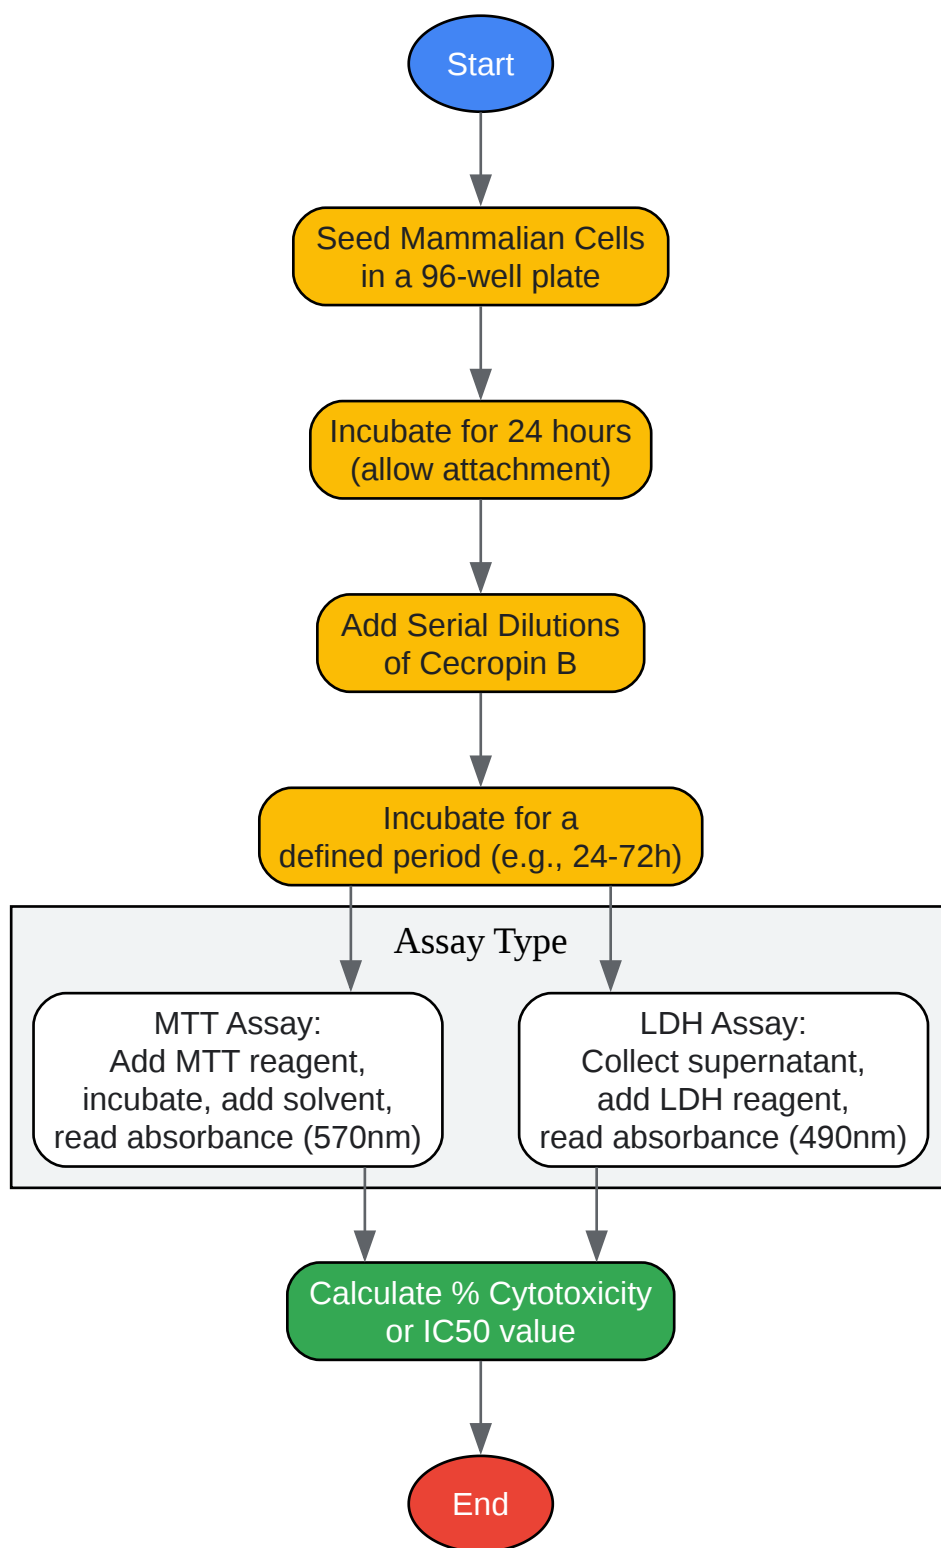 Start
Seed Mammalian Cells
in a 96-well plate
Incubate for 24 hours
(allow attachment)
Add Serial Dilutions
of Cecropin B
Incubate for a
defined period (e.g., 24-72h)
Assay Type
MTT Assay:
Add MTT reagent,
incubate, add solvent,
read absorbance (570nm)
LDH Assay:
Collect supernatant,
add LDH reagent,
read absorbance (490nm)
Calculate % Cytotoxicity
or IC50 value
End